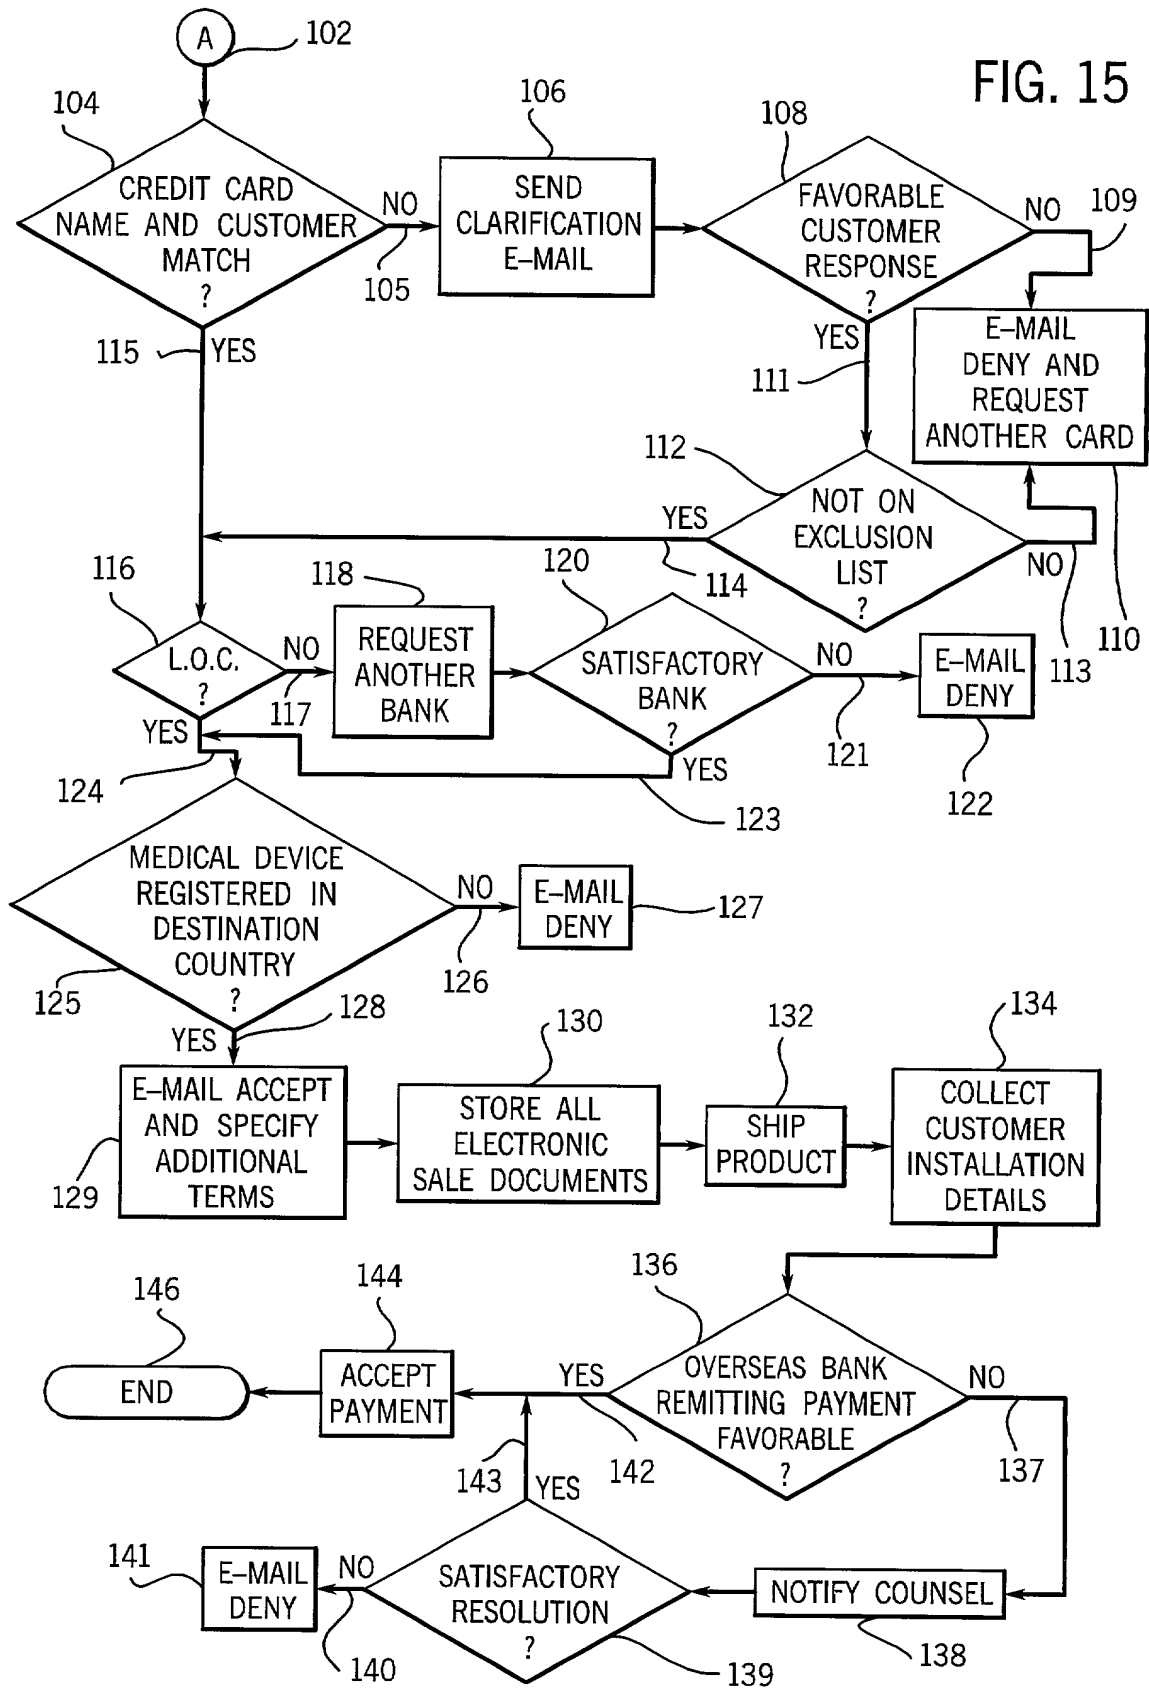 A
102
FIG. 15
104
106
108
CREDIT CARD
NAME AND CUSTOMER
MATCH
?
NO
105
SEND
CLARIFICATION
E–MAIL
FAVORABLE
CUSTOMER
RESPONSE
?
NO
109
115
YES
YES
111
E–MAIL
DENY AND
REQUEST
ANOTHER CARD
110
112
NOT ON
EXCLUSION
LIST
?
YES
114
NO
113
116
L.O.C.
?
NO
117
118
REQUEST
ANOTHER
BANK
120
SATISFACTORY
BANK
?
NO
121
E–MAIL
DENY
122
YES
124
YES
123
MEDICAL DEVICE
REGISTERED IN
DESTINATION
COUNTRY
?
125
NO
126
E–MAIL
DENY
127
YES
128
E–MAIL ACCEPT
AND SPECIFY
ADDITIONAL
TERMS
129
130
STORE ALL
ELECTRONIC
SALE DOCUMENTS
132
SHIP
PRODUCT
134
COLLECT
CUSTOMER
INSTALLATION
DETAILS
136
OVERSEAS BANK
REMITTING PAYMENT
FAVORABLE
?
YES
142
NO
137
144
ACCEPT
PAYMENT
146
END
143
YES
141
E–MAIL
DENY
NO
140
SATISFACTORY
RESOLUTION
?
139
NOTIFY COUNSEL
138